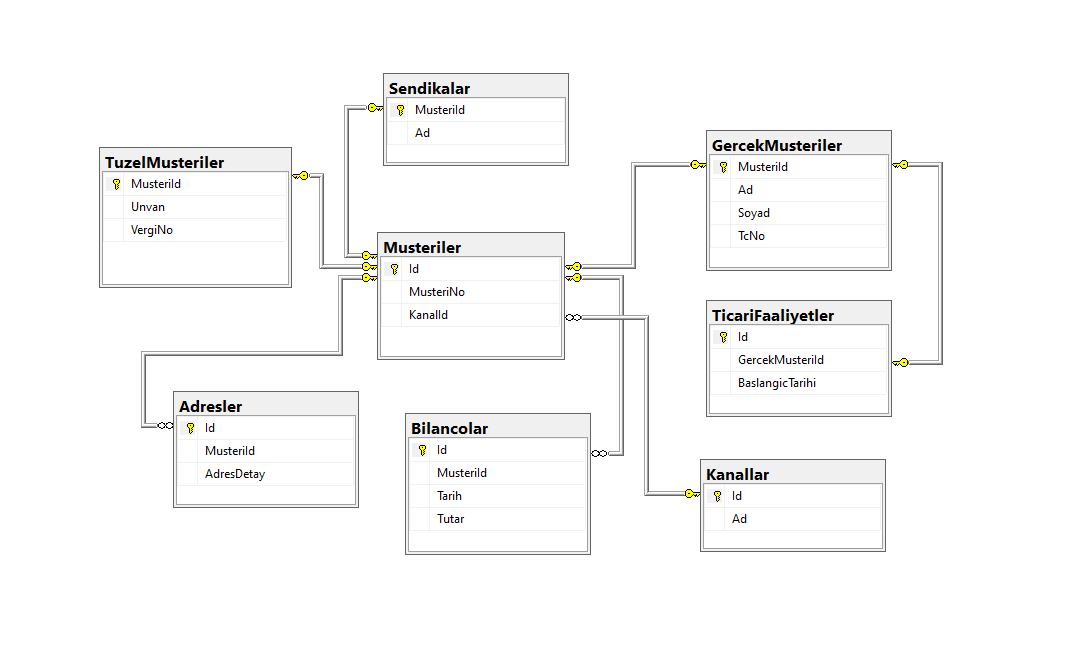 Sendikalar
MusteriId
Ad
TuzelMusteriler
MusteriId
Unvan
VergiNo
GercekMusteriler
MusteriId
Ad
Soyad
TcNo
Musteriler
Id
MusteriNo
KanalId
TicariFaaliyetler
Id
GercekMusteriId
BaslangicTarihi
Adresler
Id
MusteriId
AdresDetay
Bilancolar
Id
MusteriId
Tarih
Tutar
Kanallar
Id
Ad